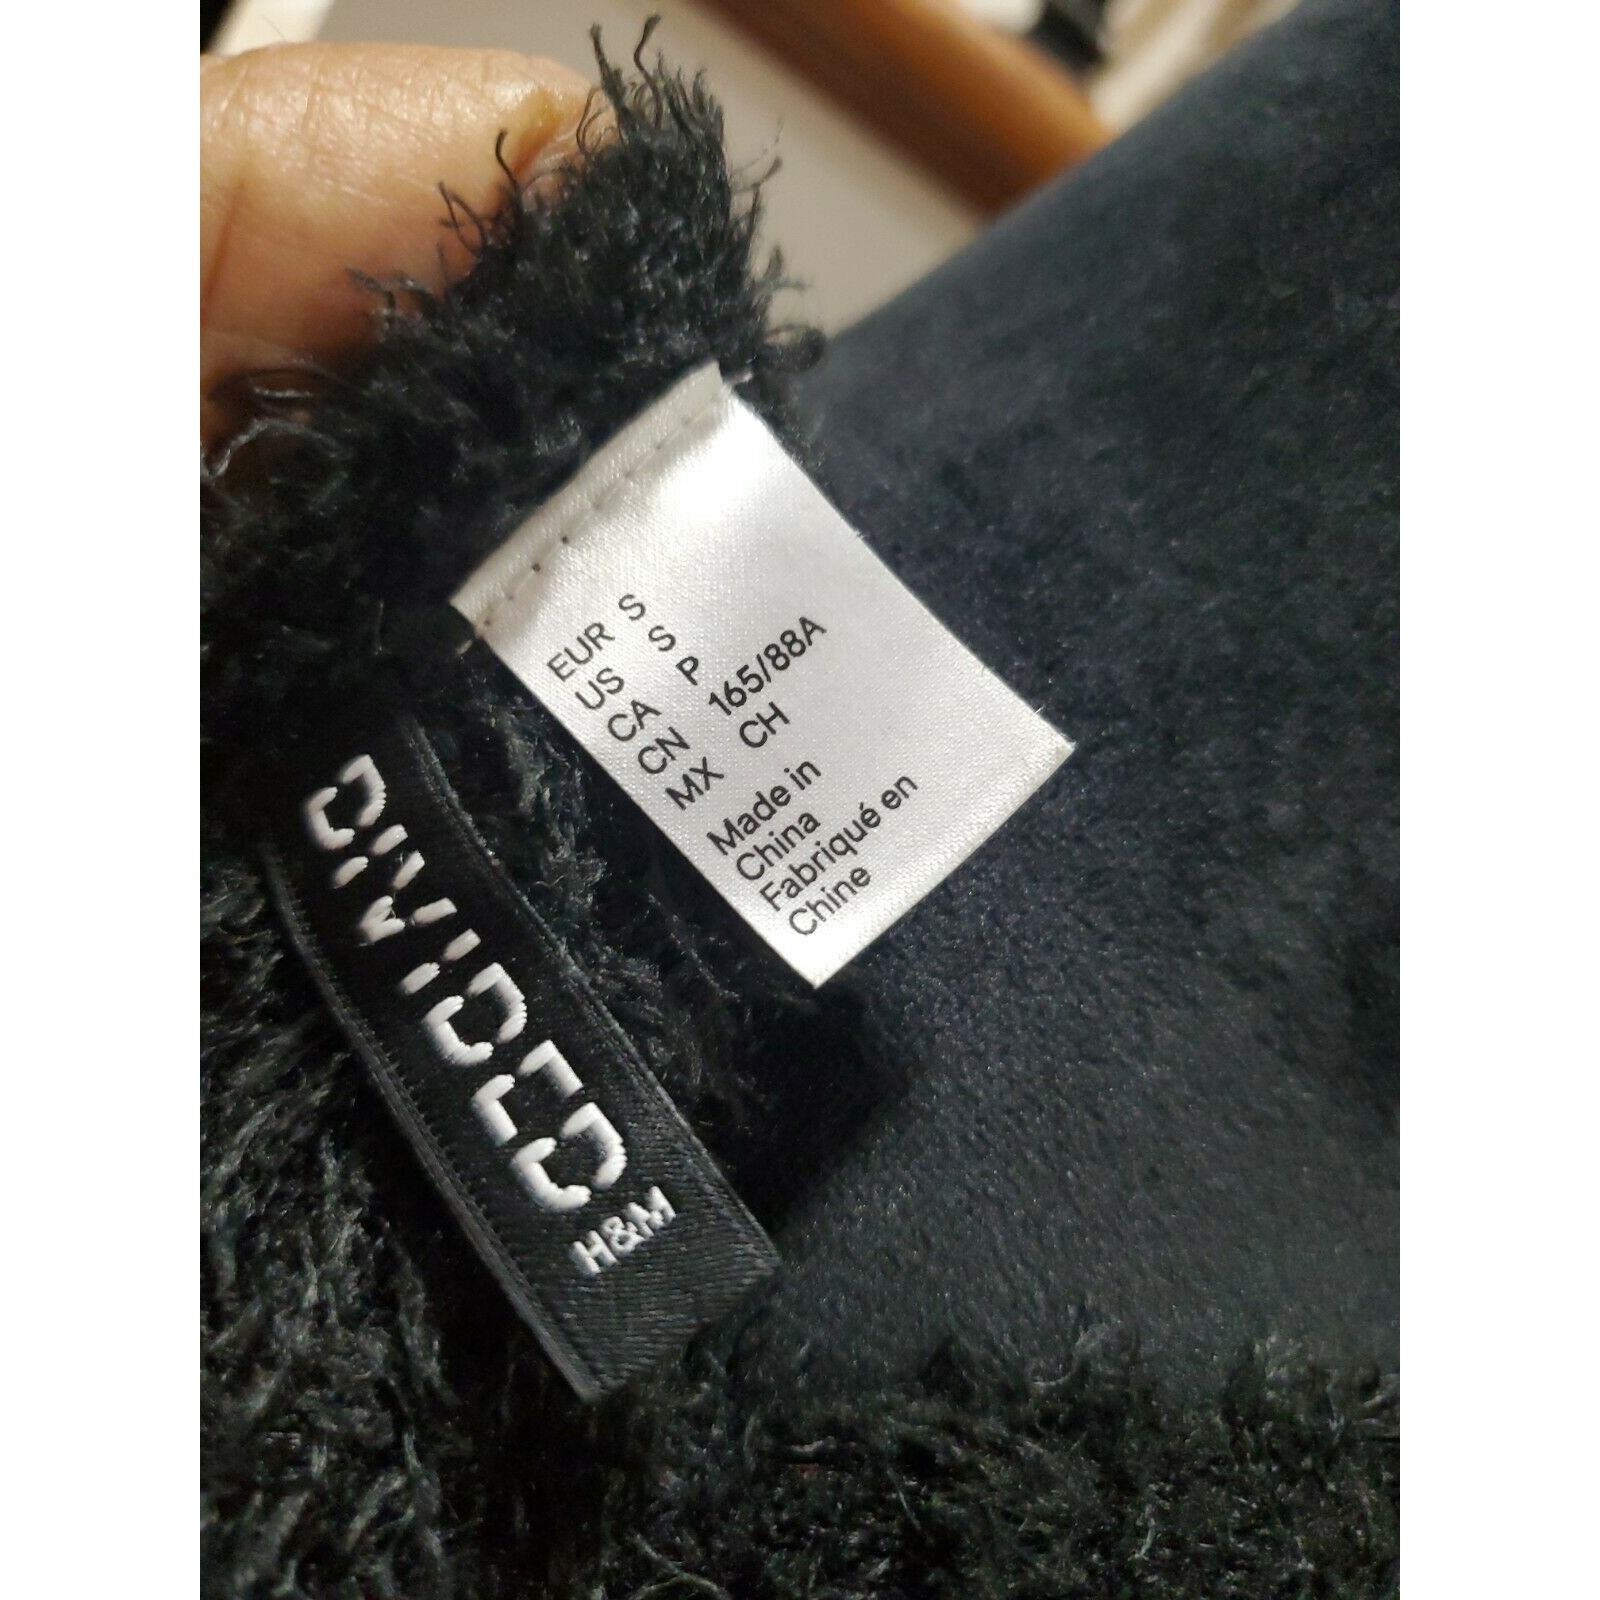 EUR S
US S
CA P
CN 165/88A
MX CH
Made in
China
Fabriqué en
Chine
DIVIDED
H&M